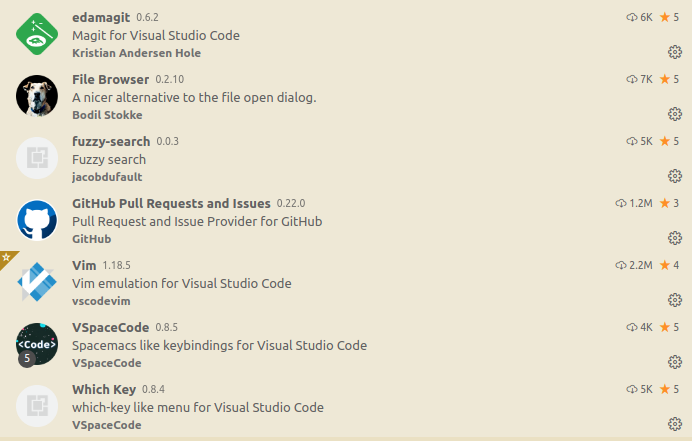 edamagit 0.6.2 6K 5
Magit for Visual Studio Code
Kristian Andersen Hole
File Browser 0.2.10 7K 5
A nicer alternative to the file open dialog.
Bodil Stokke
fuzzy-search 0.0.3 5K 5
Fuzzy search
jacobdufault
GitHub Pull Requests and Issues 0.22.0 1.2M 3
Pull Request and Issue Provider for GitHub
GitHub
Vim 1.18.5 2.2M 4
Vim emulation for Visual Studio Code
vscodevim
VSpaceCode 0.8.5 4K 5
<Code>
Spacemacs like keybindings for Visual Studio Code
5
VSpaceCode
Which Key 0.8.4 5K 5
which-key like menu for Visual Studio Code
VSpaceCode